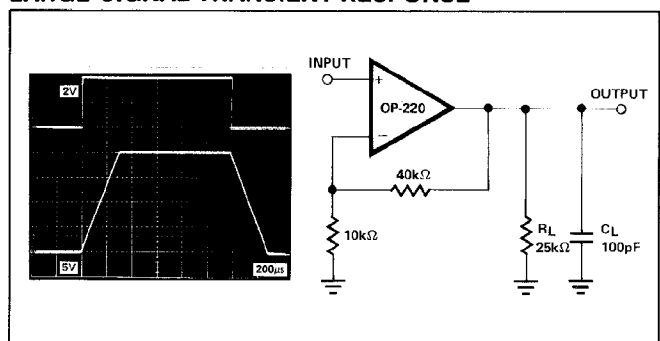 LARGE-SIGNAL TRANSIENT RESPONSE
2V
5V
200μs
INPUT
+
OP-220
−
OUTPUT
40kΩ
10kΩ
RL
25kΩ
CL
100pF